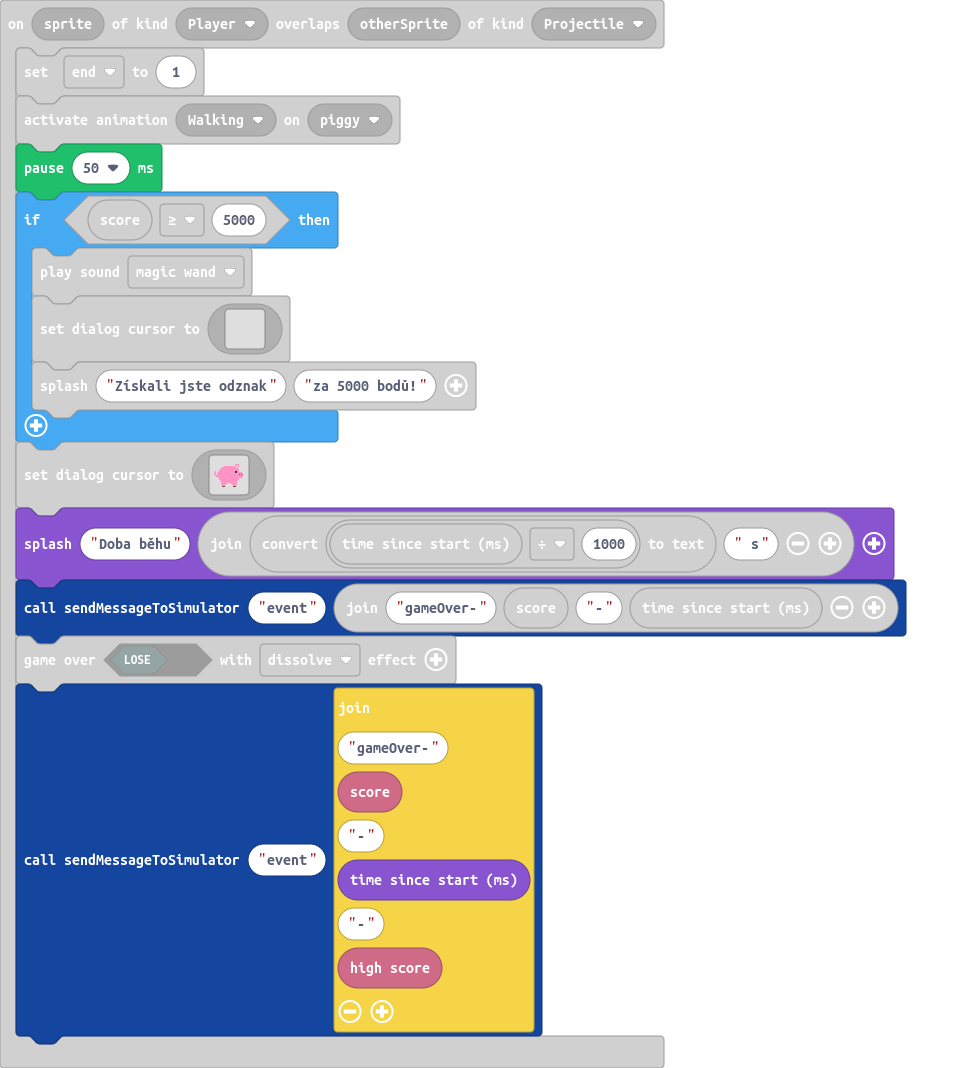 on sprite of kind Player overlaps otherSprite of kind Projectile
set end to 1
activate animation Walking on piggy
pause 50 ms
if score ≥ 5000 then
play sound magic wand
set dialog cursor to
splash "Získali jste odznak" "za 5000 bodů!"
set dialog cursor to
splash "Doba běhu" join convert time since start (ms) ÷ 1000 to text " s"
call sendMessageToSimulator "event" join "gameOver-" score "-" time since start (ms)
game over LOSE with dissolve effect
join
"gameOver-"
score
"-"
call sendMessageToSimulator "event"
time since start (ms)
"-"
high score